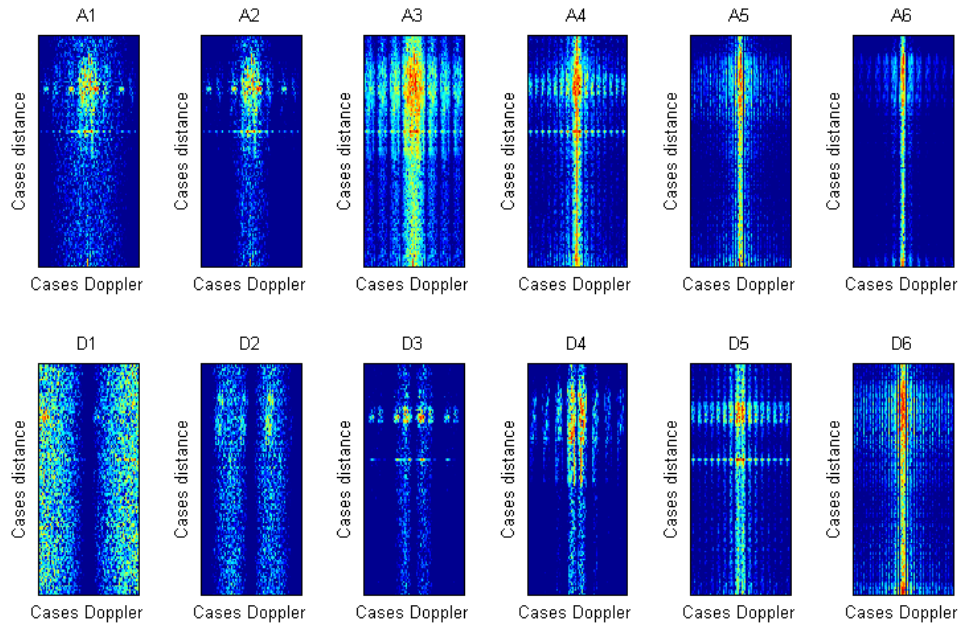 A1 A2 A3 A4 A5 A6
Cases distance Cases distance Cases distance Cases distance Cases distance Cases distance
Cases Doppler Cases Doppler Cases Doppler Cases Doppler Cases Doppler Cases Doppler
D1 D2 D3 D4 D5 D6
Cases distance Cases distance Cases distance Cases distance Cases distance Cases distance
Cases Doppler Cases Doppler Cases Doppler Cases Doppler Cases Doppler Cases Doppler